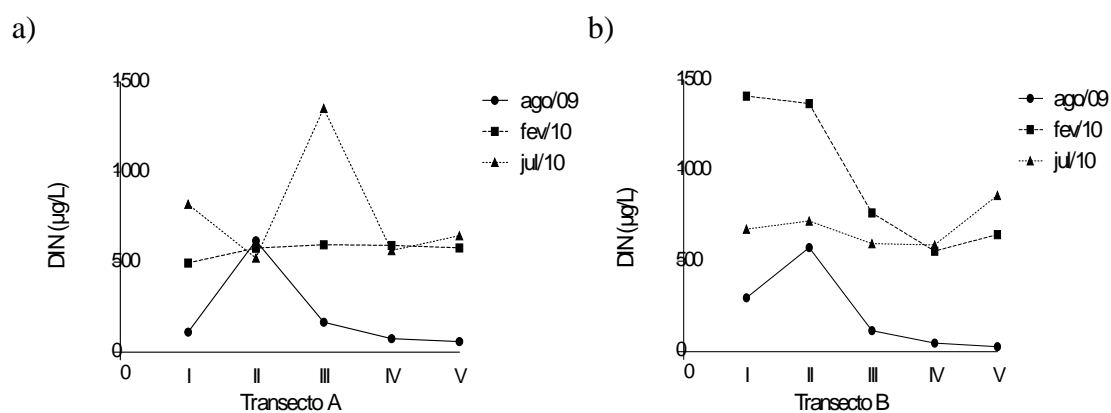 a)
1500
1000
500
0
DIN (µg/L)
0
I II III IV V
Transecto A
ago/09
fev/10
jul/10
b)
1500
1000
500
0
DIN (µg/L)
0
I II III IV V
Transecto B
ago/09
fev/10
jul/10